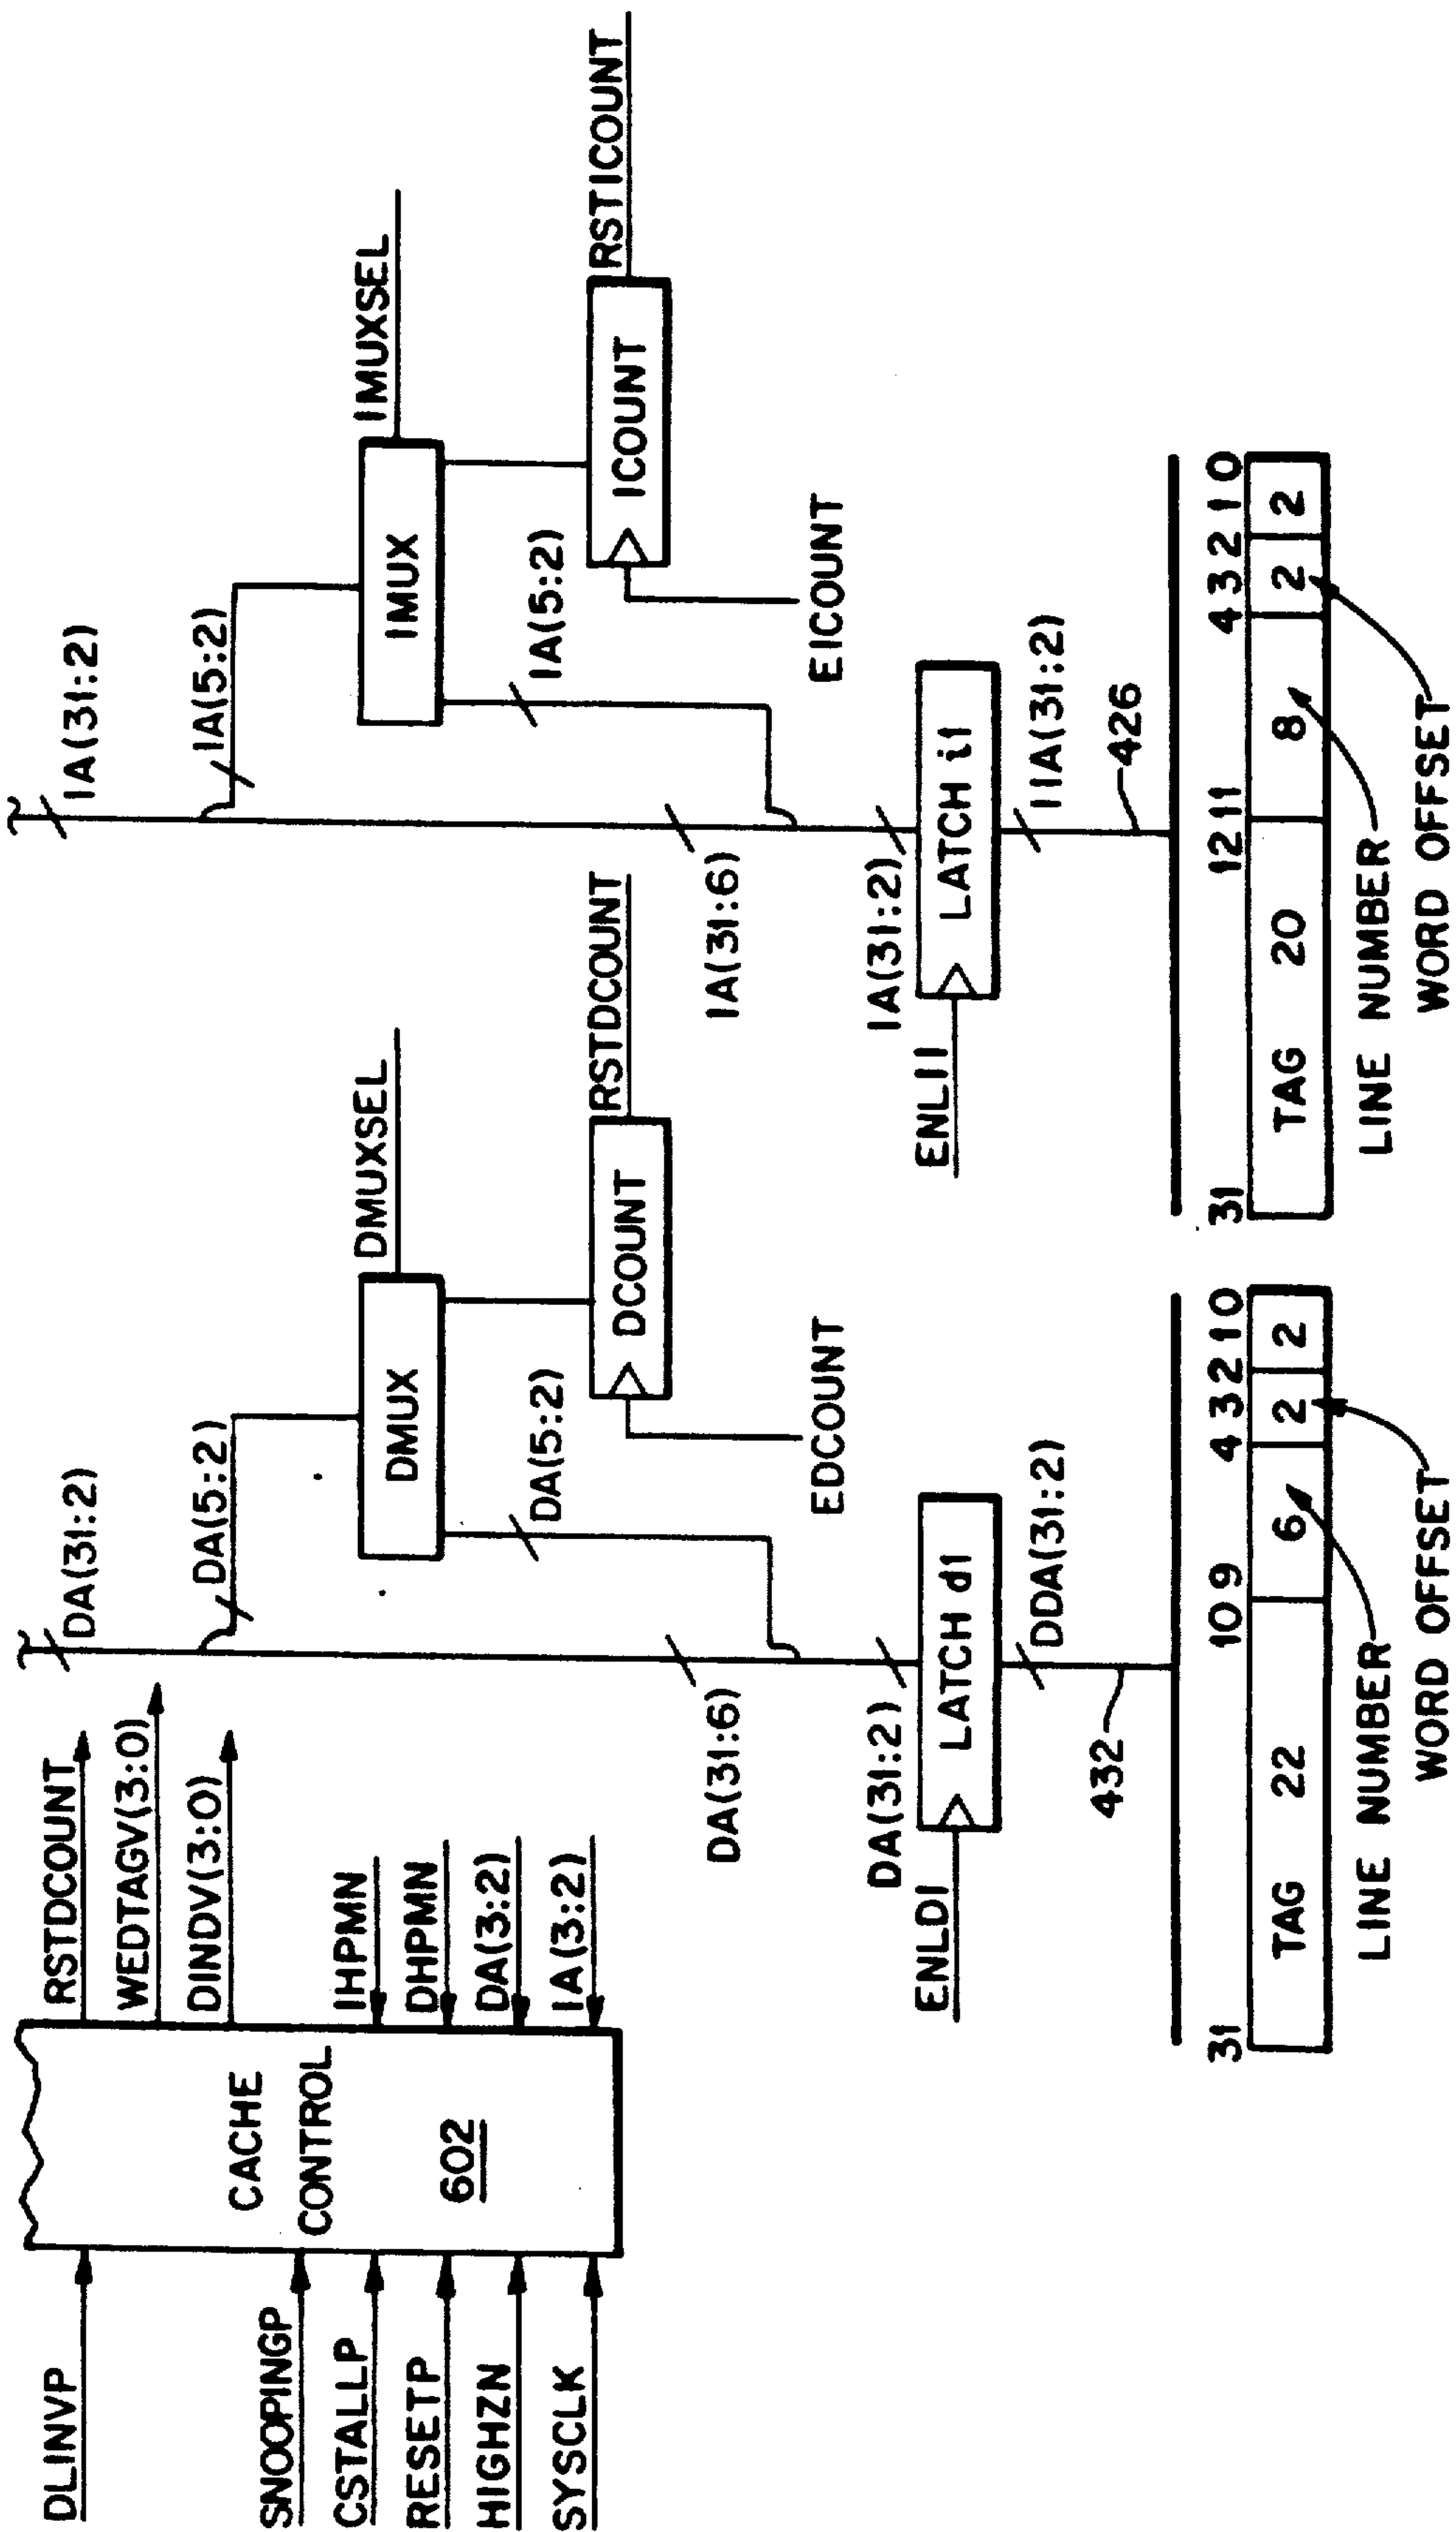 DLINVP
SNOOPINGP
CSTALLP
RESETP
HIGHZN
SYSCLK
CACHE
CONTROL
602
RSTDCOUNT
WEDTAGV(3:0)
DINDV(3:0)
IHPMN
DHPMN
DA(3:2)
IA(3:2)
DA(31:2)
DA(5:2)
DMUX
DMUXSEL
DA(5:2)
DCOUNT
RSTDCOUNT
EDCOUNT
DA(31:6)
DA(31:2)
LATCH d1
ENLD1
DDA(31:2)
432
31 10 9 4 3 2 1 0
TAG 22 6 2 2
LINE NUMBER
WORD OFFSET
IA(31:2)
IA(5:2)
IMUX
IMUXSEL
IA(5:2)
ICOUNT
RSTICOUNT
EICOUNT
IA(31:6)
IA(31:2)
LATCH i1
ENLI1
IIA(31:2)
426
31 12 11 4 3 2 1 0
TAG 20 8 2 2
LINE NUMBER
WORD OFFSET